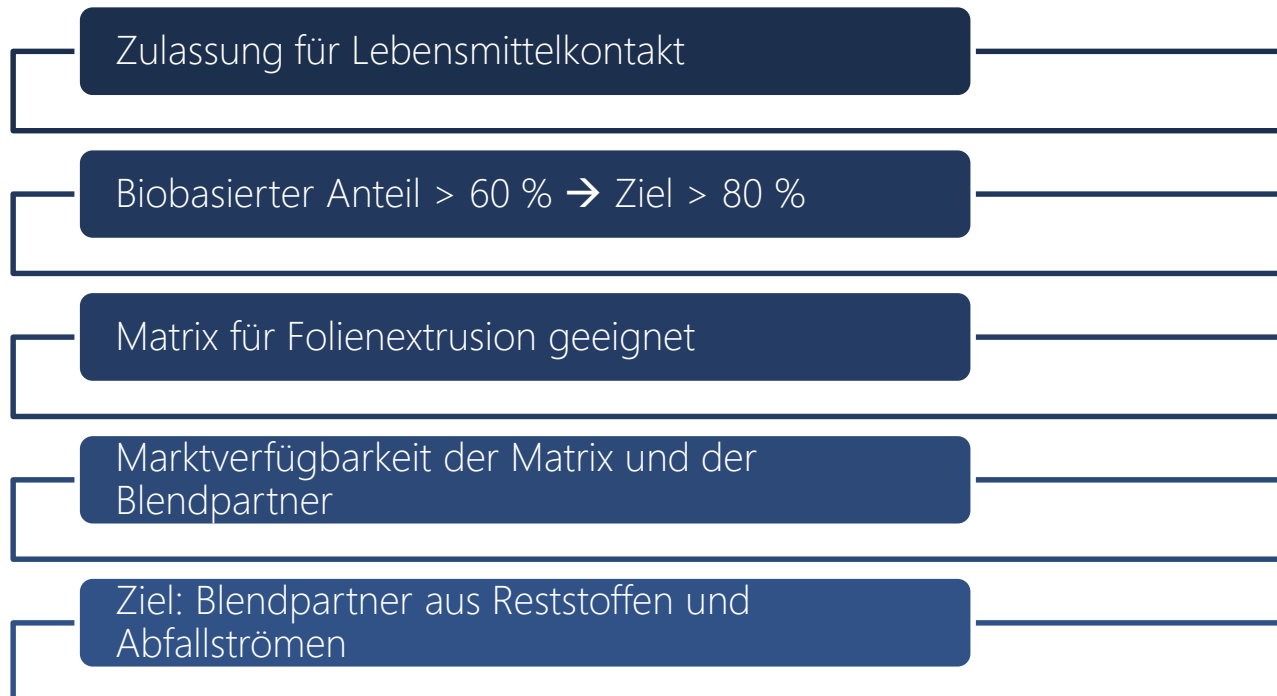 Zulassung für Lebensmittelkontakt
Biobasierter Anteil > 60 % → Ziel > 80 %
Matrix für Folienextrusion geeignet
Marktverfügbarkeit der Matrix und der
Blendpartner
Ziel: Blendpartner aus Reststoffen und
Abfallströmen